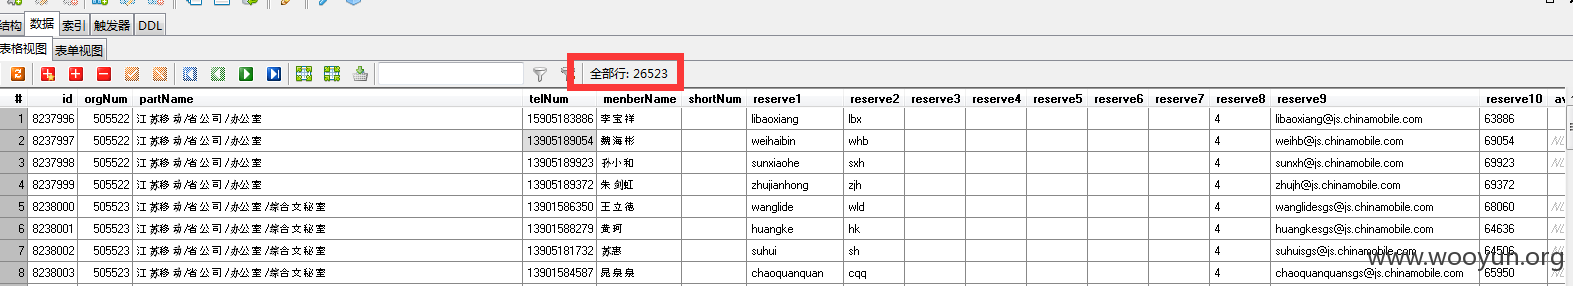 结构 数据 索引 触发器 DDL
表格视图 表单视图
全部行: 26523
# id orgNum partName telNum menberName shortNum reserve1 reserve2 reserve3 reserve4 reserve5 reserve6 reserve7 reserve8 reserve9 reserve10 av
1 8237996 505522 江苏移动/省公司/办公室 15905183886 李宝祥 libaoxiang lbx 4 libaoxiang@js.chinamobile.com 63886
2 8237997 505522 江苏移动/省公司/办公室 13905189054 魏海彬 weihaibin whb 4 weihb@js.chinamobile.com 69054 NU
3 8237998 505522 江苏移动/省公司/办公室 13905189923 孙小和 sunxiaohe sxh 4 sunxh@js.chinamobile.com 69923 NU
4 8237999 505522 江苏移动/省公司/办公室 13905189372 朱剑虹 zhujianhong zjh 4 zhujh@js.chinamobile.com 69372 NU
5 8238000 505523 江苏移动/省公司/办公室/综合文秘室 13901586350 王立德 wanglide wld 4 wanglidesgs@js.chinamobile.com 68060 NU
6 8238001 505523 江苏移动/省公司/办公室/综合文秘室 13901588279 黄珂 huangke hk 4 huangkesgs@js.chinamobile.com 64636 NU
7 8238002 505523 江苏移动/省公司/办公室/综合文秘室 13905181732 苏惠 suhui sh 4 suhuisgs@js.chinamobile.com 64506
8 8238003 505523 江苏移动/省公司/办公室/综合文秘室 13901584587 晁泉泉 chaoquanquan cqq 4 chaoquanquansgs@js.chinamobile.com 65950
www.wooyun.org